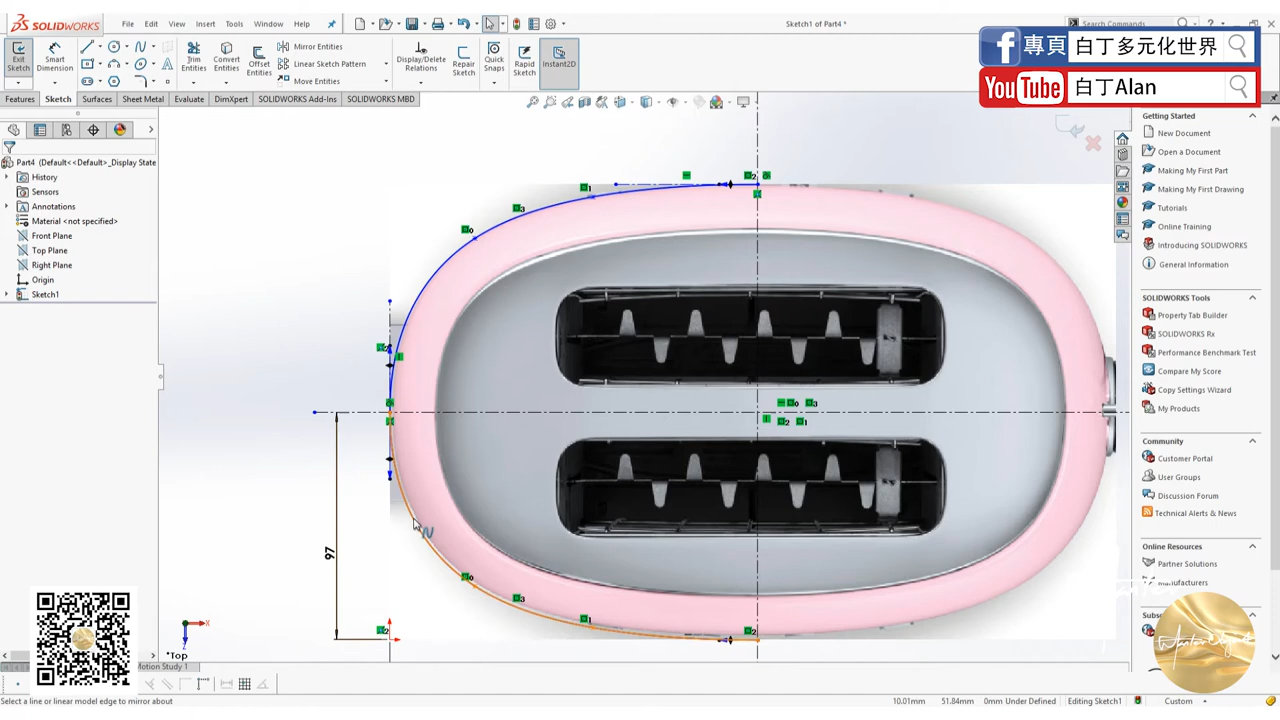 SOLIDWORKS
File
Edit
View
Insert
Tools
Window
Help
Sketch1 of Part4 *
Search Commands
專頁
白丁多元化世界
YouTube
白丁Alan
Exit
Sketch
Smart
Dimension
Trim
Entities
Convert
Entities
Offset
Entities
Mirror Entities
Linear Sketch Pattern
Move Entities
Display/Delete
Relations
Repair
Sketch
Quick
Snaps
Rapid
Sketch
Instant2D
Features
Sketch
Surfaces
Sheet Metal
Evaluate
DimXpert
SOLIDWORKS Add-Ins
SOLIDWORKS MBD
Part4 (Default<<Default>_Display State
History
Sensors
Annotations
Material <not specified>
Front Plane
Top Plane
Right Plane
Origin
Sketch1
97
*Top
Getting Started
New Document
Open a Document
Making My First Part
Making My First Drawing
Tutorials
Online Training
Introducing SOLIDWORKS
General Information
SOLIDWORKS Tools
Property Tab Builder
SOLIDWORKS Rx
Performance Benchmark Test
Compare My Score
Copy Settings Wizard
My Products
Community
Customer Portal
User Groups
Discussion Forum
Technical Alerts & News
Online Resources
Partner Solutions
Manufacturers
Motion Study 1
Select a line or linear model edge to mirror about
10.01mm
51.84mm
0mm Under Defined
Editing Sketch1
Custom